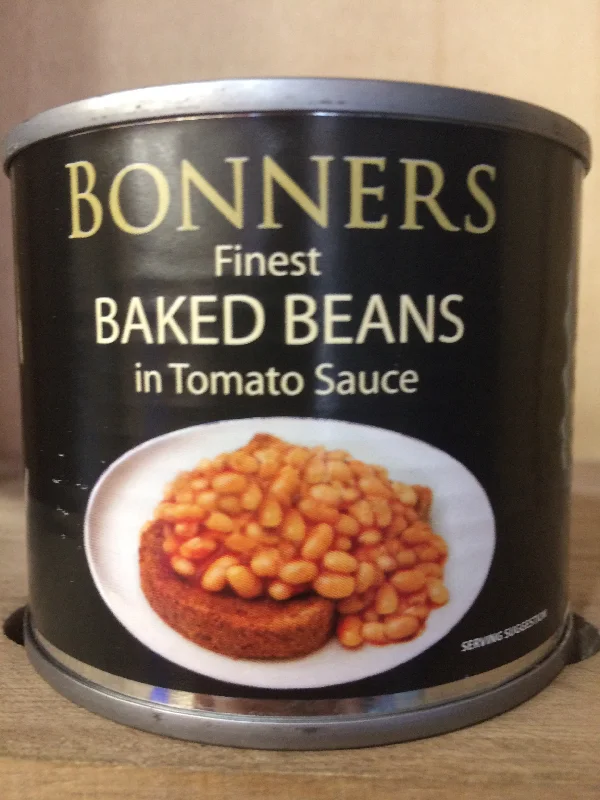 BONNERS
Finest
BAKED BEANS
in Tomato Sauce
SERVING SUGGESTION